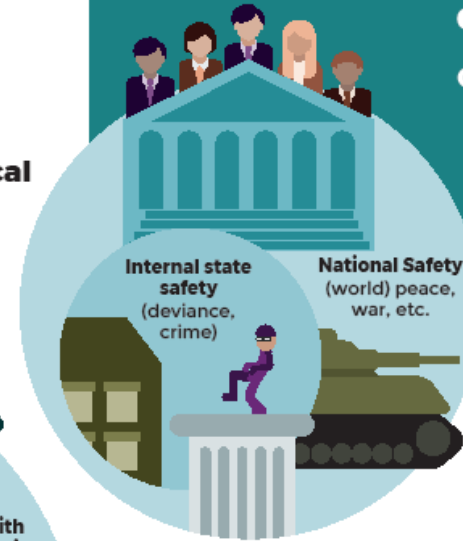 cal
Internal state
safety
(deviance,
crime)
National Safety
(world) peace,
war, etc.
ith